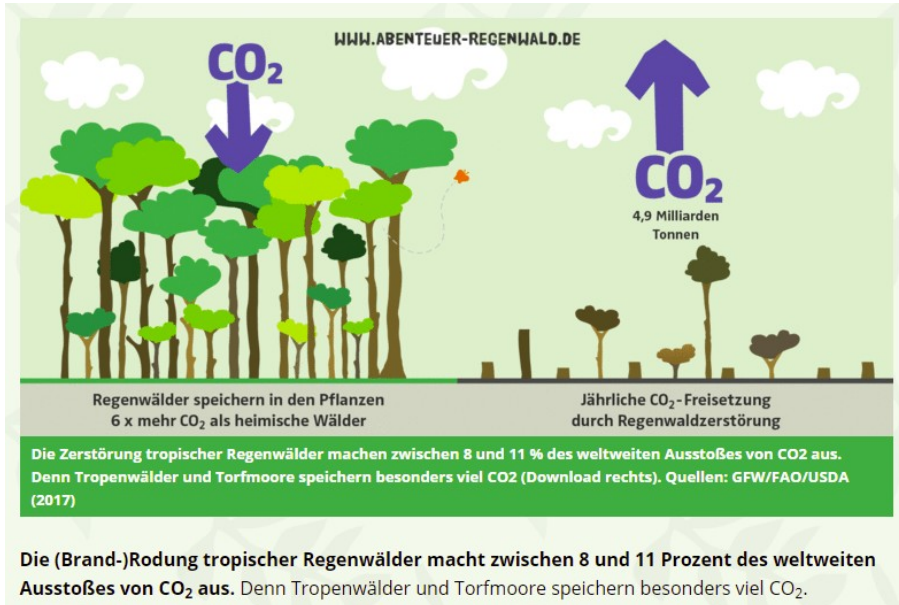 WWW.ABENTEUER-REGENWALD.DE
CO₂
CO₂
4,9 Milliarden
Tonnen
Regenwälder speichern in den Pflanzen
6 x mehr CO₂ als heimische Wälder
Jährliche CO₂-Freisetzung
durch Regenwaldzerstörung
Die Zerstörung tropischer Regenwälder machen zwischen 8 und 11 % des weltweiten Ausstoßes von CO2 aus.
Denn Tropenwälder und Torfmoore speichern besonders viel CO2 (Download rechts). Quellen: GFW/FAO/USDA
(2017)
Die (Brand-)Rodung tropischer Regenwälder macht zwischen 8 und 11 Prozent des weltweiten
Ausstoßes von CO₂ aus. Denn Tropenwälder und Torfmoore speichern besonders viel CO₂.